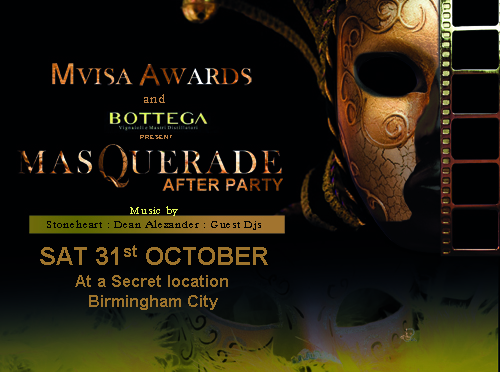 MVISA AWARDS
and
BOTTEGA
Vignaioli e Mastri Distillatori
PRESENT
MASQUERADE
AFTER PARTY
Music by
Stoneheart : Dean Alexander : Guest Djs
SAT 31st OCTOBER
At a Secret location
Birmingham City